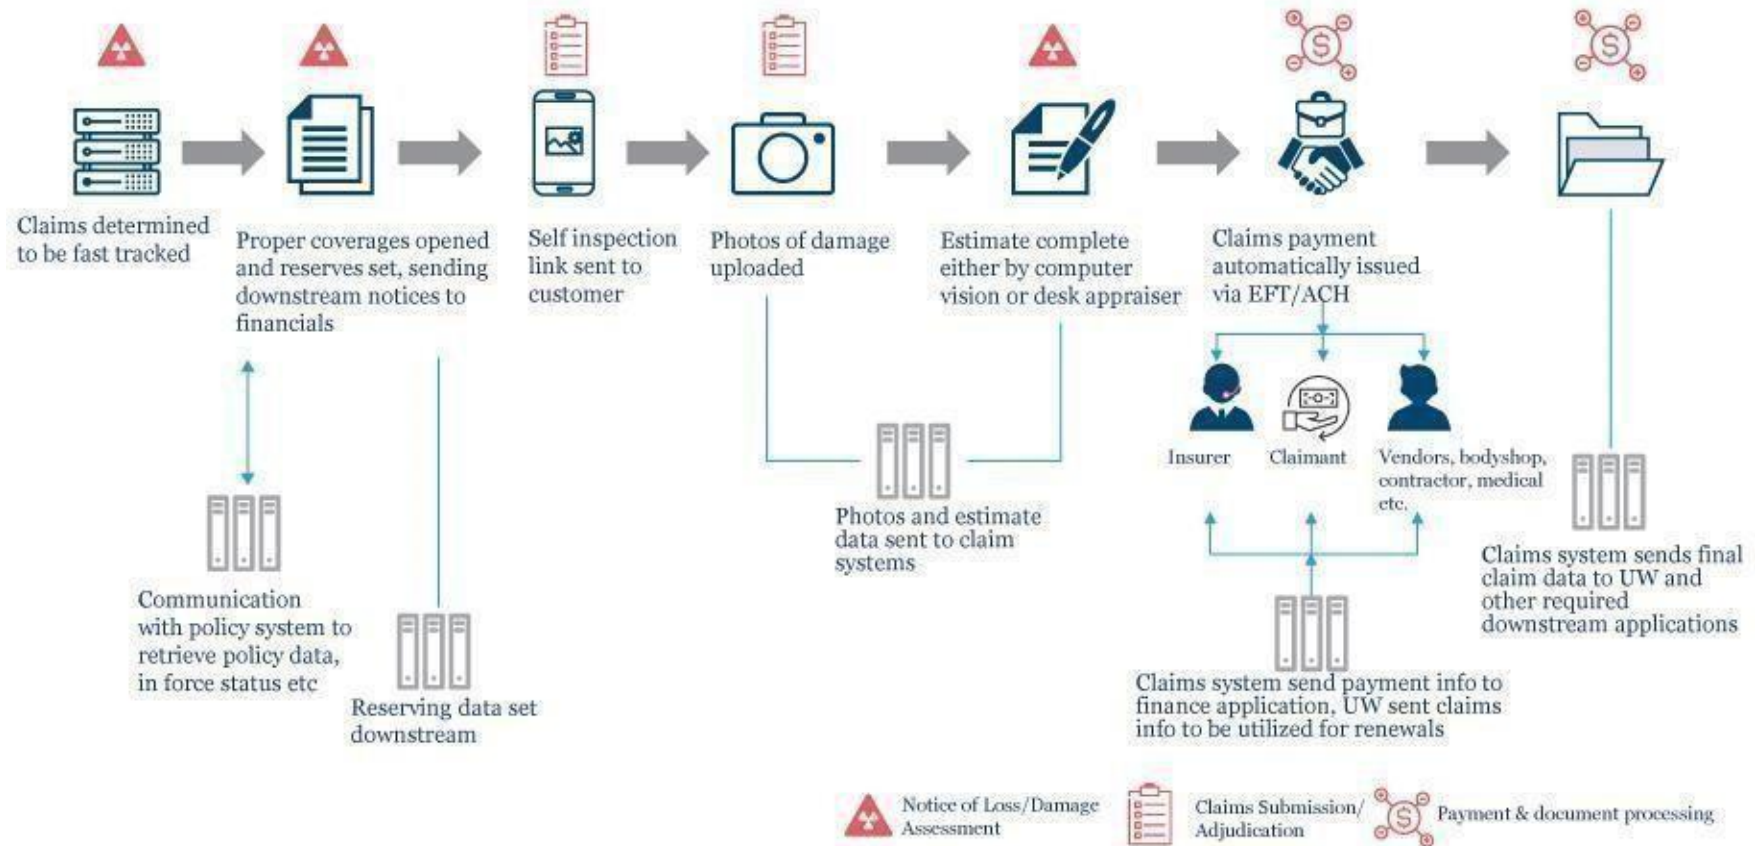 Claims determined
to be fast tracked
Proper coverages opened
and reserves set, sending
downstream notices to
financials
Self inspection
link sent to
customer
Photos of damage
uploaded
Estimate complete
either by computer
vision or desk appraiser
Claims payment
automatically issued
via EFT/ACH
Insurer
Claimant
Vendors, bodyshop,
contractor, medical
etc.
Communication
with policy system to
retrieve policy data,
in force status etc
Reserving data set
downstream
Photos and estimate
data sent to claim
systems
Claims system send payment info to
finance application, UW sent claims
info to be utilized for renewals
Claims system sends final
claim data to UW and
other required
downstream applications
Notice of Loss/Damage
Assessment
Claims Submission/
Adjudication
Payment & document processing